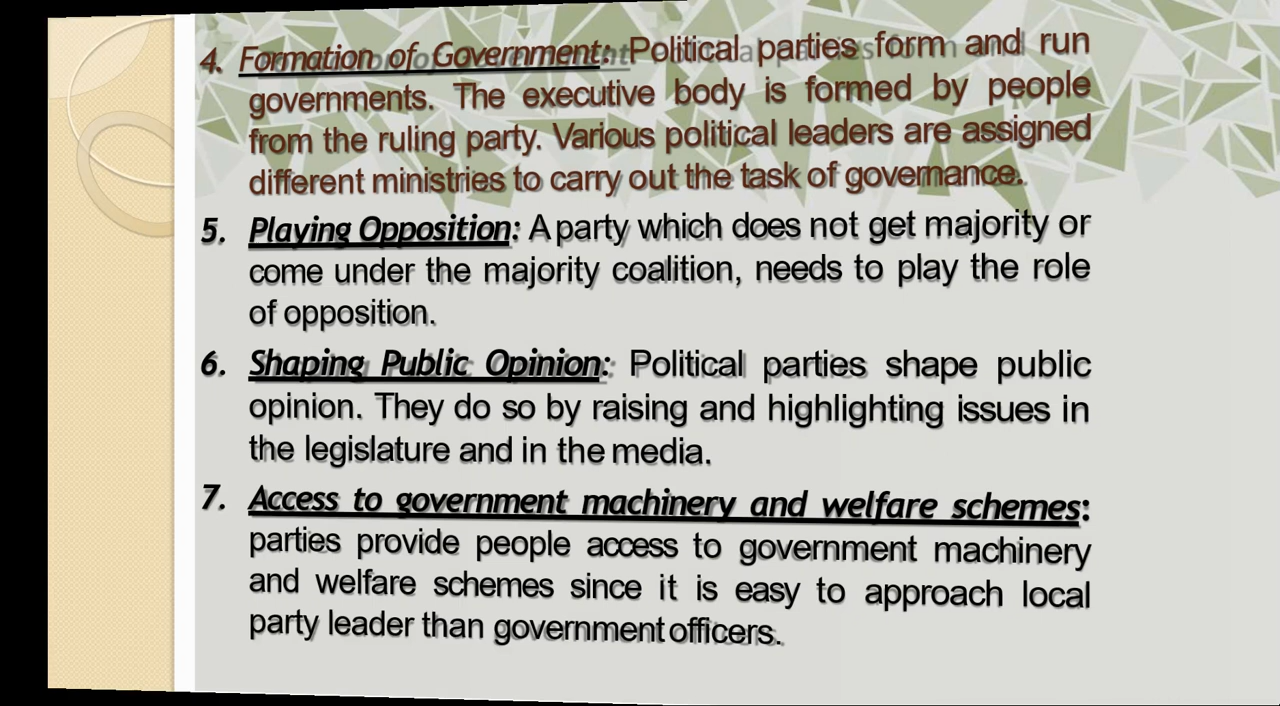 4. Formation of Government: Political parties form and run
governments. The executive body is formed by people
from the ruling party. Various political leaders are assigned
different ministries to carry out the task of governance.
5. Playing Opposition: A party which does not get majority or
come under the majority coalition, needs to play the role
of opposition.
6. Shaping Public Opinion: Political parties shape public
opinion. They do so by raising and highlighting issues in
the legislature and in the media.
7. Access to government machinery and welfare schemes:
parties provide people access to government machinery
and welfare schemes since it is easy to approach local
party leader than government officers.